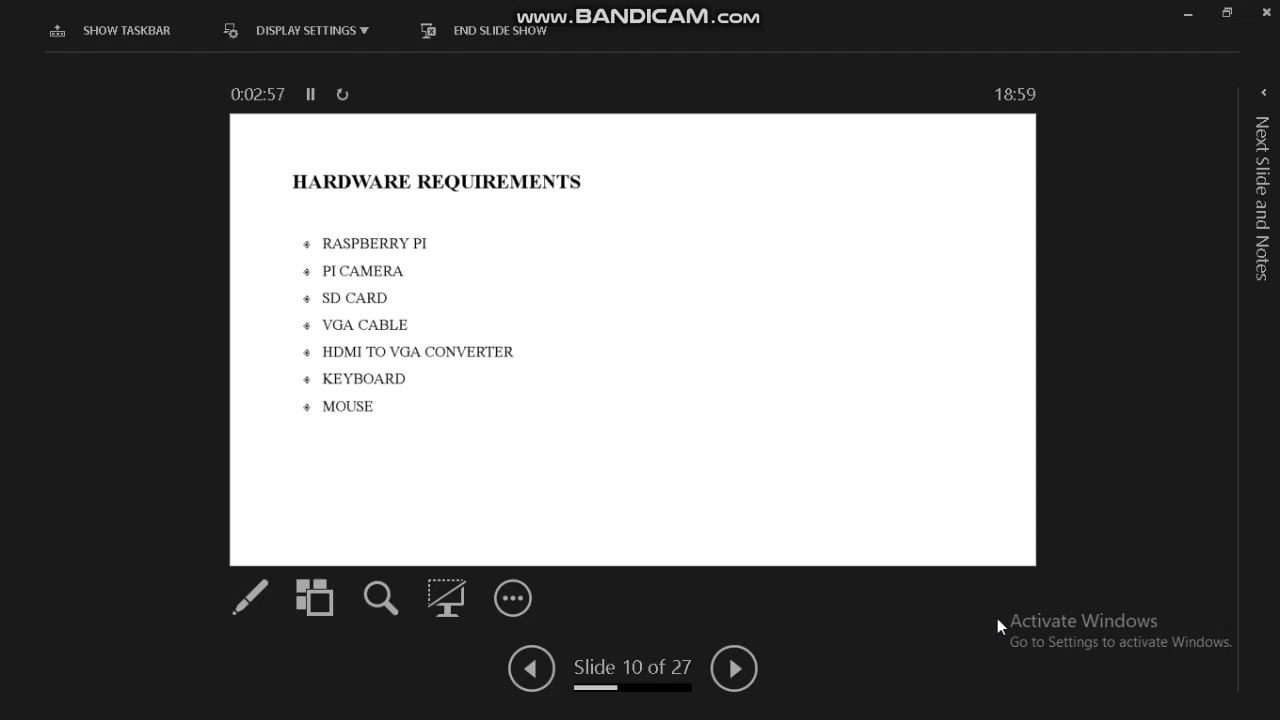 www.BANDICAM.com
SHOW TASKBAR
DISPLAY SETTINGS
END SLIDE SHOW
0:02:57
18:59
HARDWARE REQUIREMENTS
RASPBERRY PI
PI CAMERA
SD CARD
VGA CABLE
HDMI TO VGA CONVERTER
KEYBOARD
MOUSE
Next Slide and Notes
Activate Windows
Go to Settings to activate Windows.
Slide 10 of 27